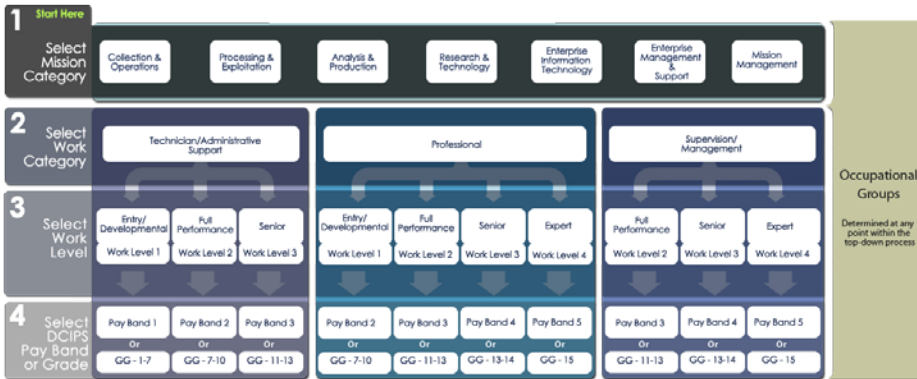 1 Start Here
Select
Mission
Category
Collection &
Operations
Processing &
Exploitation
Analysis &
Production
Research &
Technology
Enterprise
Information
Technology
Enterprise
Management
&
Support
Mission
Management
2
Select
Work
Category
Technician/Administrative
Support
Professional
Supervision/
Management
3
Select
Work
Level
Entry/
Developmental
Work Level 1
Full
Performance
Work Level 2
Senior
Work Level 3
Entry/
Developmental
Work Level 1
Full
Performance
Work Level 2
Senior
Work Level 3
Expert
Work Level 4
Full
Performance
Work Level 2
Senior
Work Level 3
Expert
Work Level 4
4
Select
DCIPS
Pay Band
or Grade
Pay Band 1
Or
GG - 1-7
Pay Band 2
Or
GG - 7-10
Pay Band 3
Or
GG - 11-13
Pay Band 2
Or
GG - 7-10
Pay Band 3
Or
GG - 11-13
Pay Band 4
Or
GG - 13-14
Pay Band 5
Or
GG - 15
Pay Band 3
Or
GG - 11-13
Pay Band 4
Or
GG - 13-14
Pay Band 5
Or
GG - 15
Occupational
Groups
Determined at any
point within the
top-down process